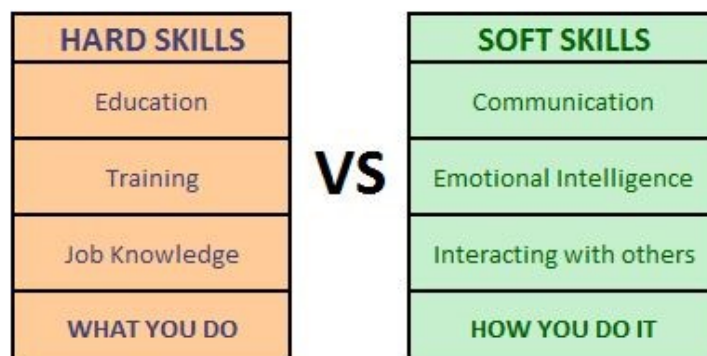 HARD SKILLS
Education
Training
Job Knowledge
WHAT YOU DO
VS
SOFT SKILLS
Communication
Emotional Intelligence
Interacting with others
HOW YOU DO IT